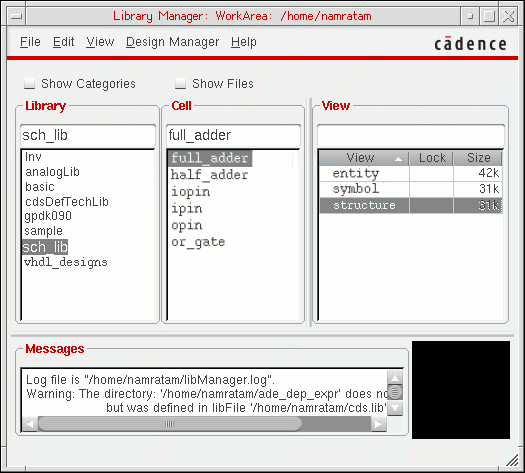 Library Manager: WorkArea: /home/namratam
File Edit View Design Manager Help
cādence
Show Categories Show Files
Library Cell View
sch_lib full_adder
Inv
analogLib
basic
cdsDefTechLib
gpdk090
sample
sch_lib
vhdl_designs
full_adder
half_adder
iopin
ipin
opin
or_gate
View Lock Size
entity 42k
symbol 31k
structure 31k
Messages
Log file is "/home/namratam/libManager.log".
Warning: The directory: '/home/namratam/ade_dep_expr' does no
but was defined in libFile '/home/namratam/cds.lib'